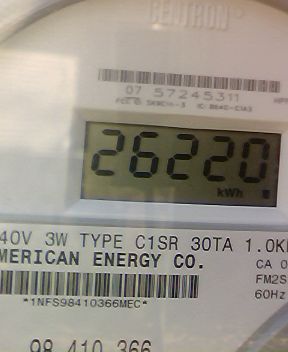 CENTRON
07 57245311
26220
kWh
40V 3W TYPE C1SR 30TA 1.0K
MERICAN ENERGY CO.
CA 0
FM2S
60Hz
*1NFS98410366MEC*
98 410 366